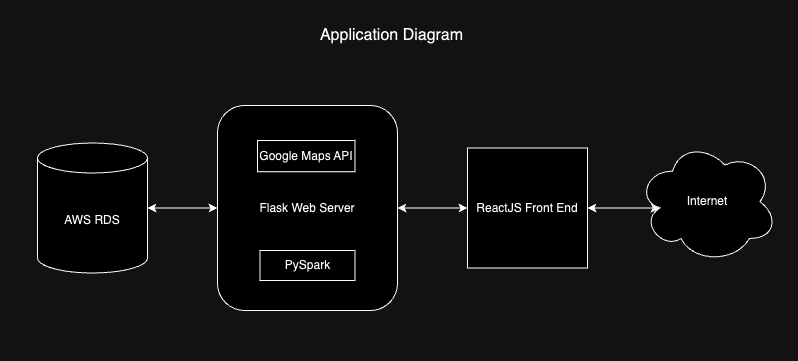 Application Diagram
Google Maps API
AWS RDS
Flask Web Server
ReactJS Front End
Internet
PySpark